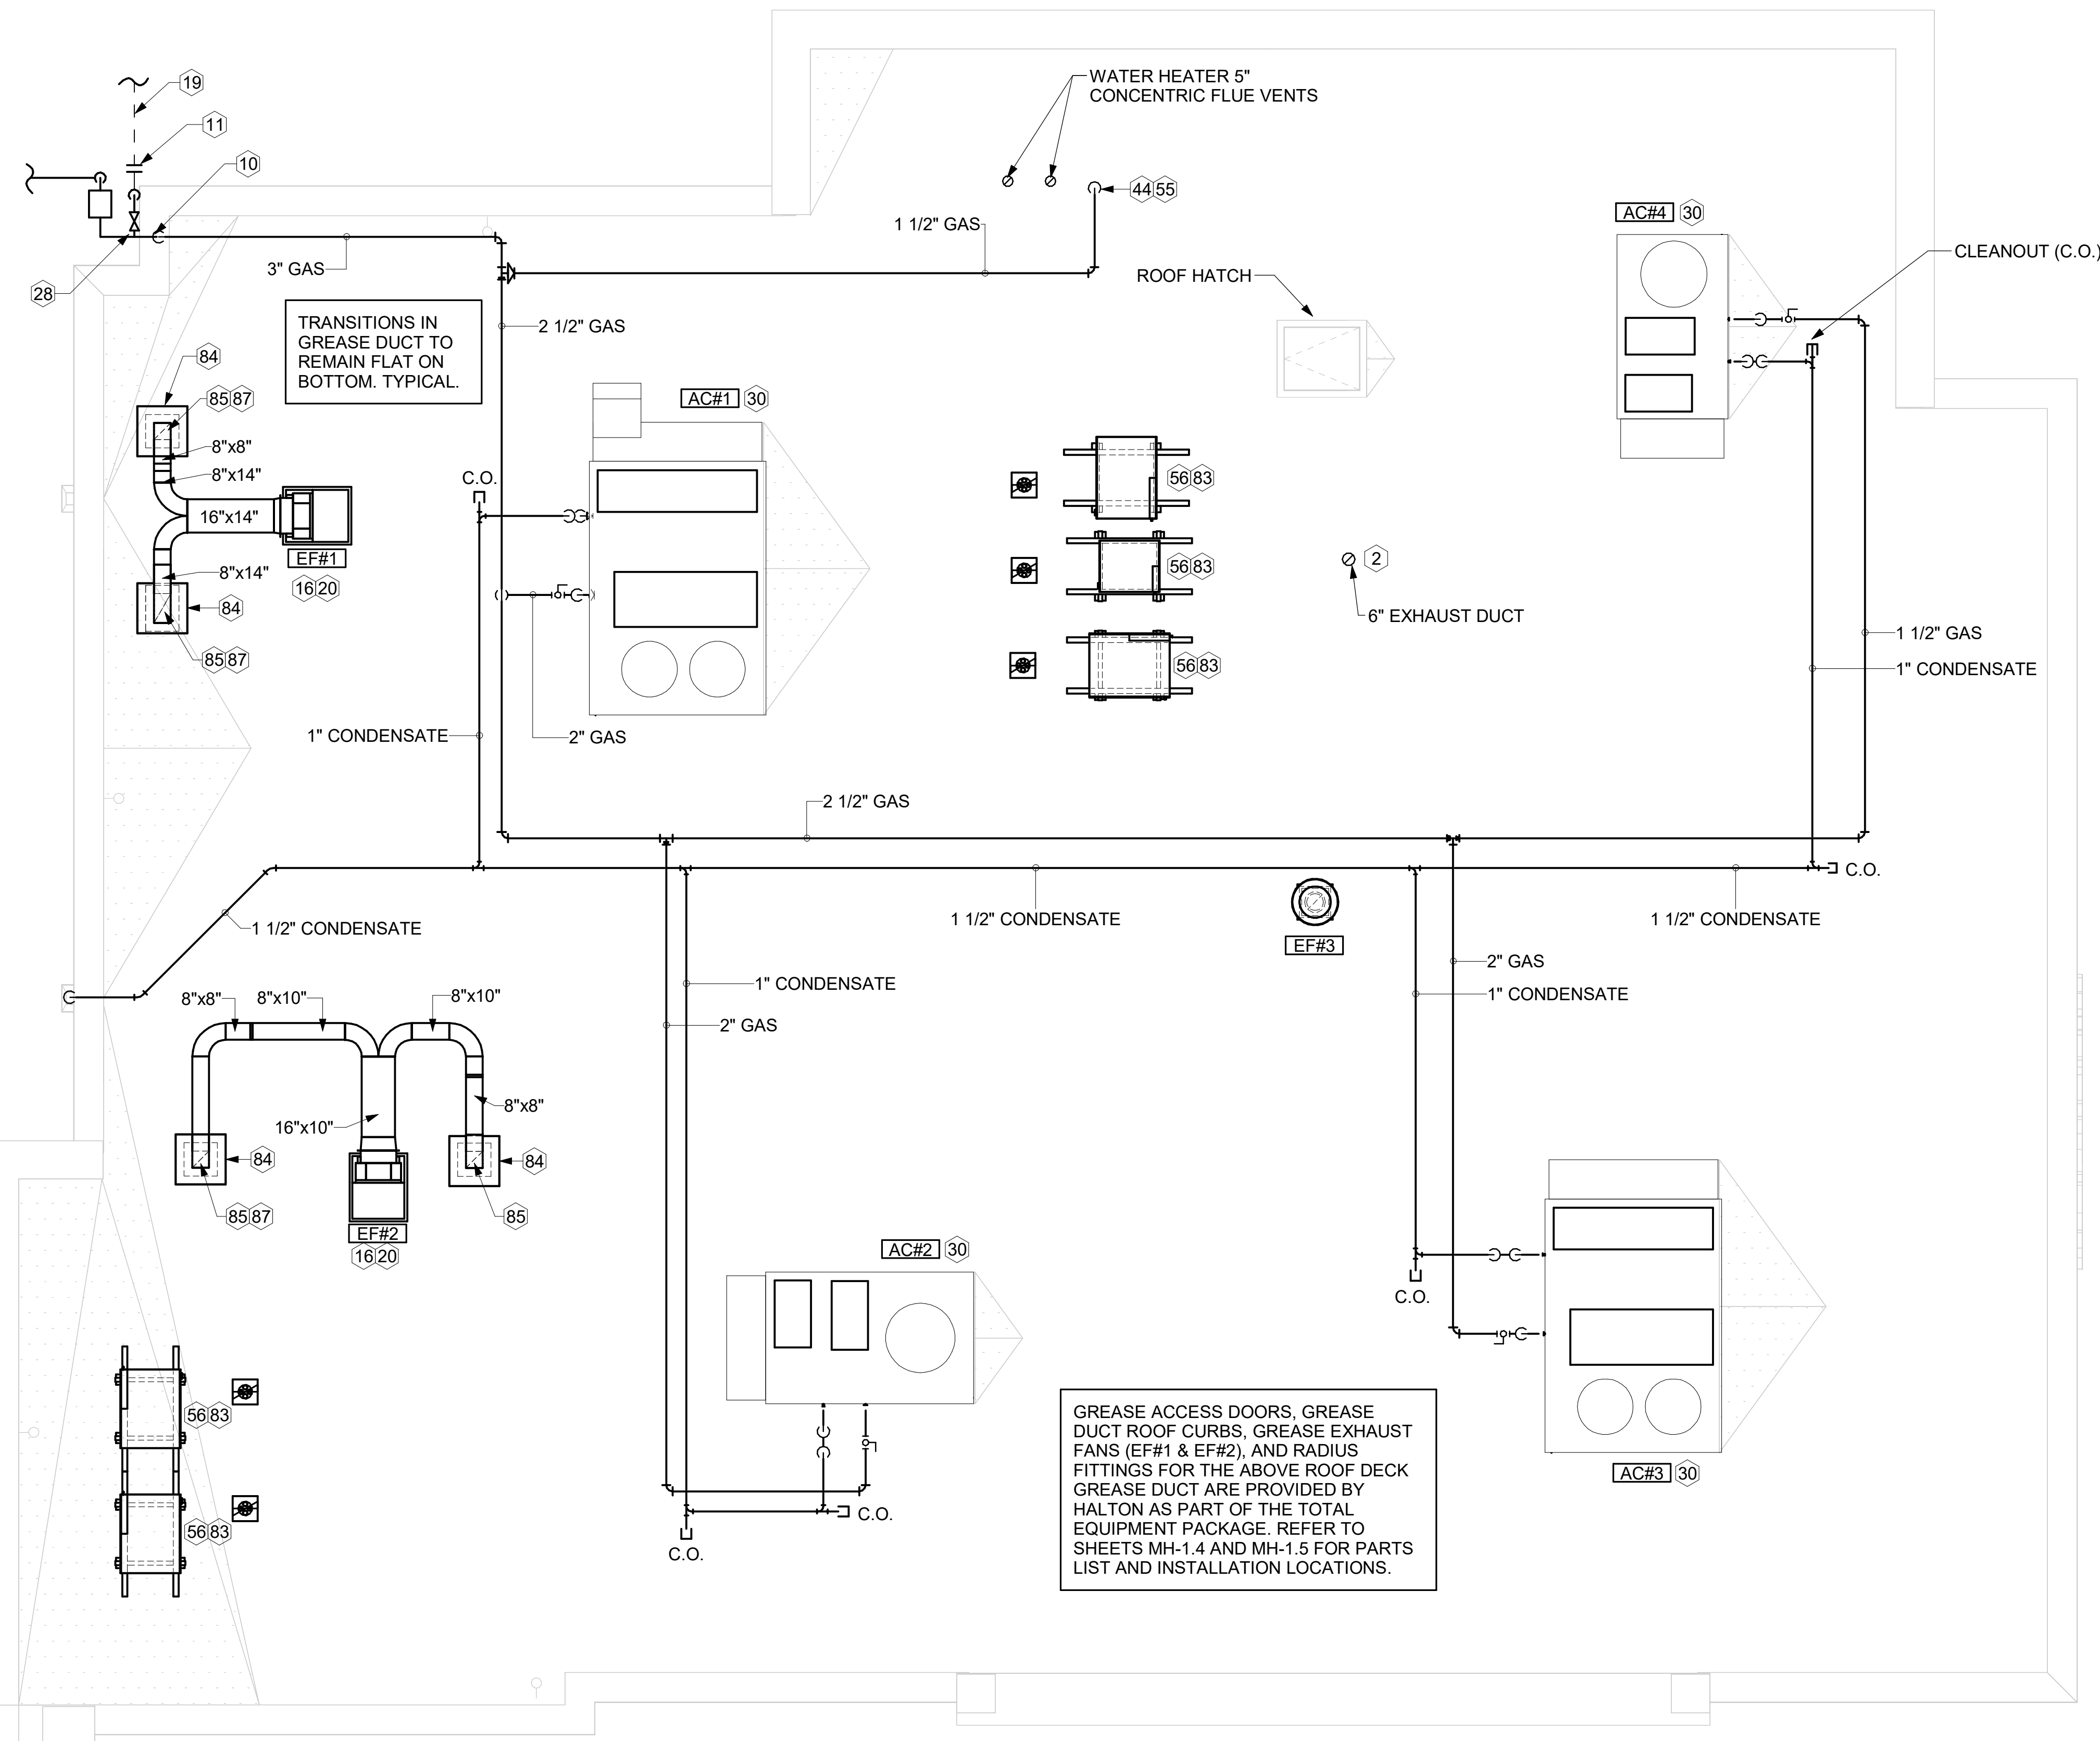 WATER HEATER 5"
CONCENTRIC FLUE VENTS
19
11
10
44 55
1 1/2" GAS
AC#4 30
CLEANOUT (C.O.)
3" GAS
28
ROOF HATCH
TRANSITIONS IN
GREASE DUCT TO
REMAIN FLAT ON
BOTTOM. TYPICAL.
2 1/2" GAS
84
85 87
8"x8"
8"x14"
16"x14"
EF#1
16 20
8"x14"
84
85 87
AC#1 30
C.O.
56 83
56 83
56 83
2
6" EXHAUST DUCT
1 1/2" GAS
1" CONDENSATE
1" CONDENSATE
2" GAS
2 1/2" GAS
C.O.
1 1/2" CONDENSATE
1 1/2" CONDENSATE
1 1/2" CONDENSATE
EF#3
2" GAS
1" CONDENSATE
1" CONDENSATE
2" GAS
8"x8"
8"x10"
8"x10"
8"x8"
16"x10"
84
84
85 87
85
EF#2
16 20
AC#2 30
C.O.
56 83
56 83
C.O.
C.O.
AC#3 30
GREASE ACCESS DOORS, GREASE
DUCT ROOF CURBS, GREASE EXHAUST
FANS (EF#1 & EF#2), AND RADIUS
FITTINGS FOR THE ABOVE ROOF DECK
GREASE DUCT ARE PROVIDED BY
HALTON AS PART OF THE TOTAL
EQUIPMENT PACKAGE. REFER TO
SHEETS MH-1.4 AND MH-1.5 FOR PARTS
LIST AND INSTALLATION LOCATIONS.